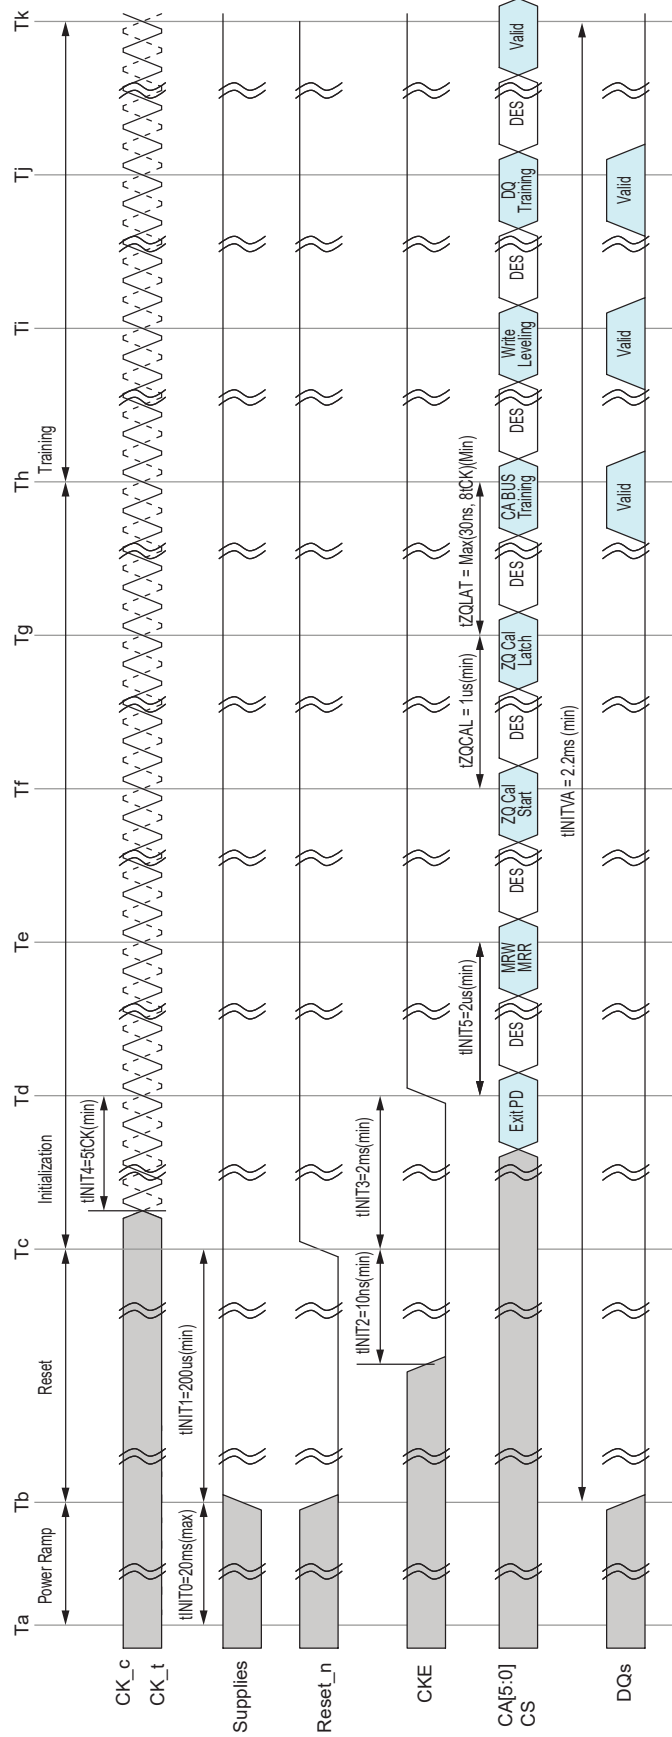 Ta Tb Tc Td Te Tf Tg Th Ti Tj Tk
Power Ramp
Reset
Initialization
Training
tINIT4=5tCK(min)
CK_c
CK_t
tINIT0=20ms(max)
tINIT1=200us(min)
Supplies
Reset_n
tINIT2=10ns(min)
tINIT3=2ms(min)
CKE
tINIT5=2us(min)
tZQCAL = 1us(min)
tZQLAT = Max(30ns, 8tCK)(Min)
CA[5:0]
CS
Exit PD
DES
MRW
MRR
DES
ZQ Cal
Start
DES
ZQ Cal
Latch
DES
CA BUS
Training
DES
Write
Leveling
DES
DQ
Training
DES
Valid
tINITVA = 2.2ms (min)
DQs
Valid
Valid
Valid